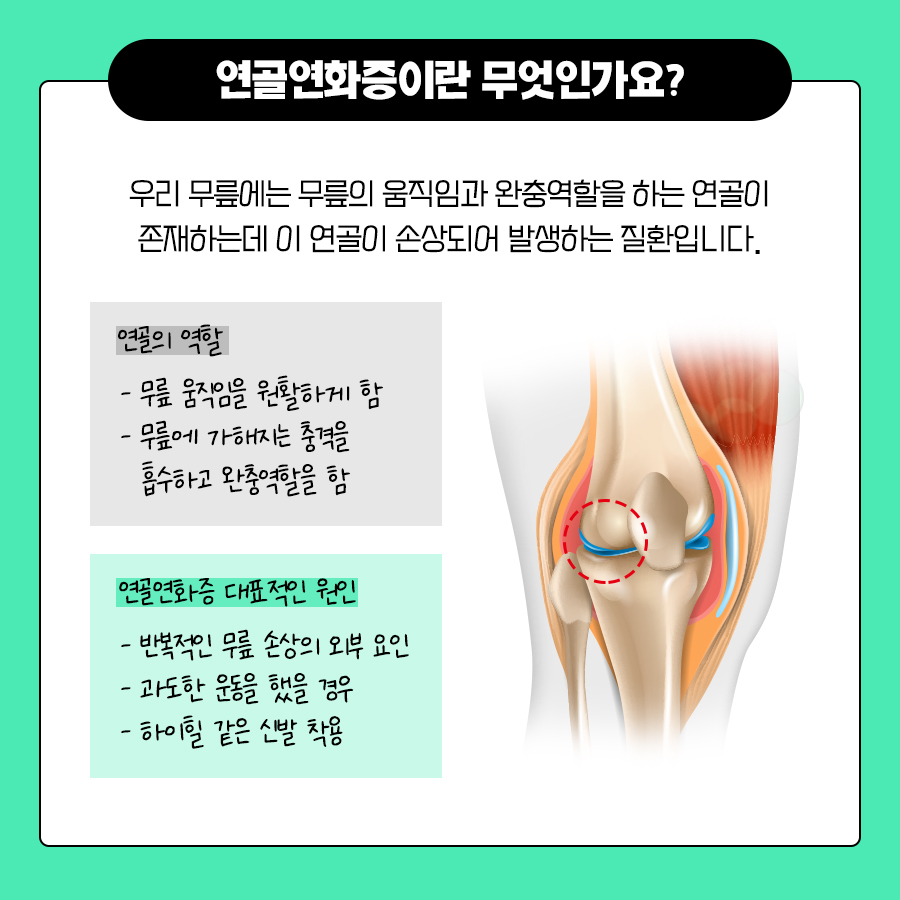 연골연화증이란 무엇인가요?
우리 무릎에는 무릎의 움직임과 완충역할을 하는 연골이
존재하는데 이 연골이 손상되어 발생하는 질환입니다.
연골의 역할
- 무릎 움직임을 원활하게 함
- 무릎에 가해지는 충격을
흡수하고 완충역할을 함
연골연화증 대표적인 원인
- 반복적인 무릎 손상의 외부 요인
- 과도한 운동을 했을 경우
- 하이힐 같은 신발 착용